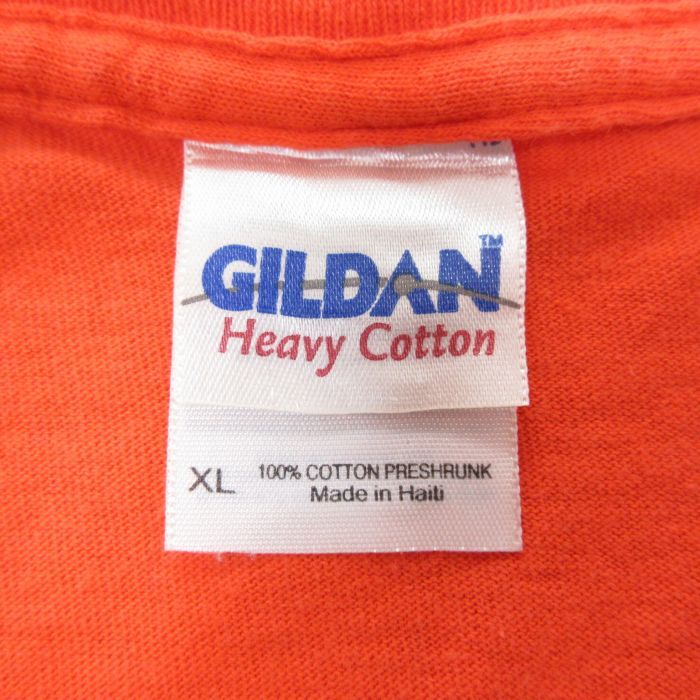 GILDAN™
Heavy Cotton
XL 100% COTTON PRESHRUNK
Made in Haiti